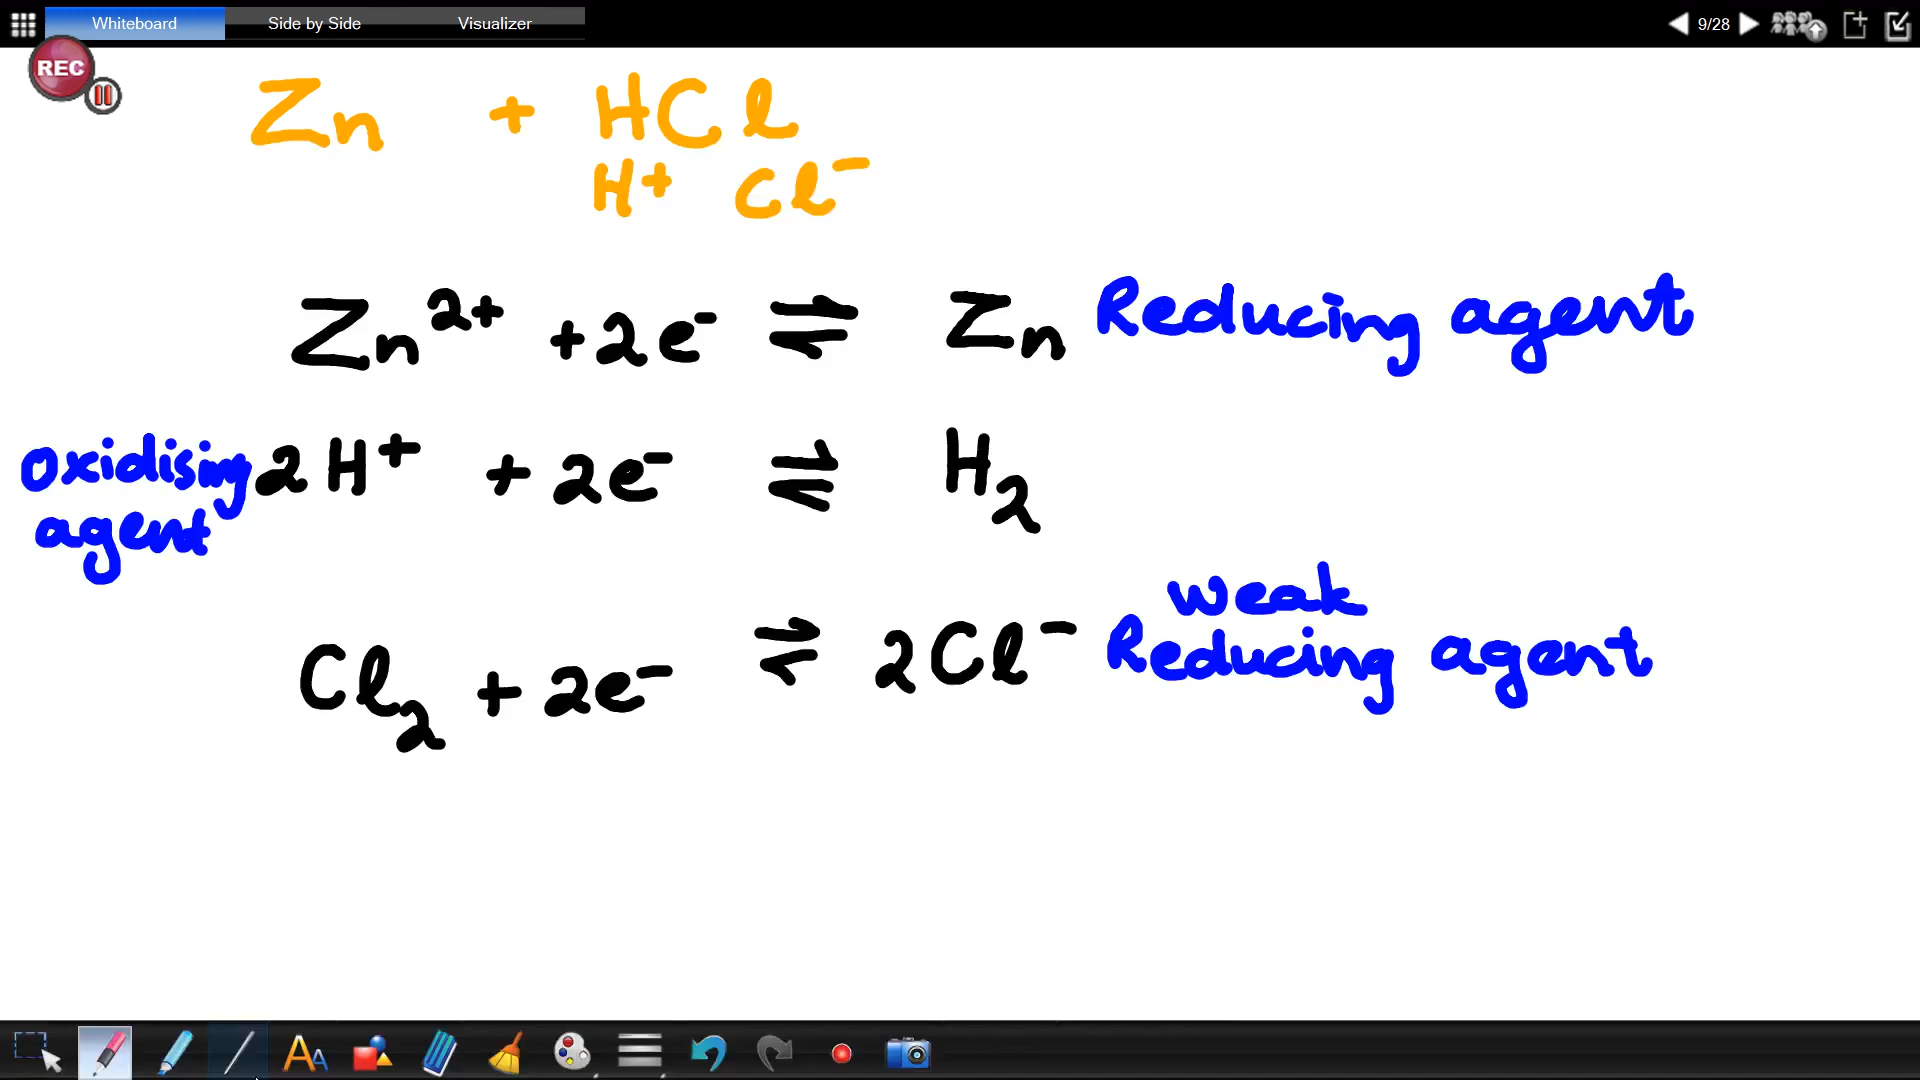 Whiteboard Side by Side Visualizer 9/28
REC
Zn + HCl
H⁺ Cl⁻
Zn²⁺ + 2e⁻ ⇌ Zn Reducing agent
Oxidising 2H⁺ + 2e⁻ ⇌ H₂
agent
weak
Cl₂ + 2e⁻ ⇌ 2Cl⁻ Reducing agent
AA